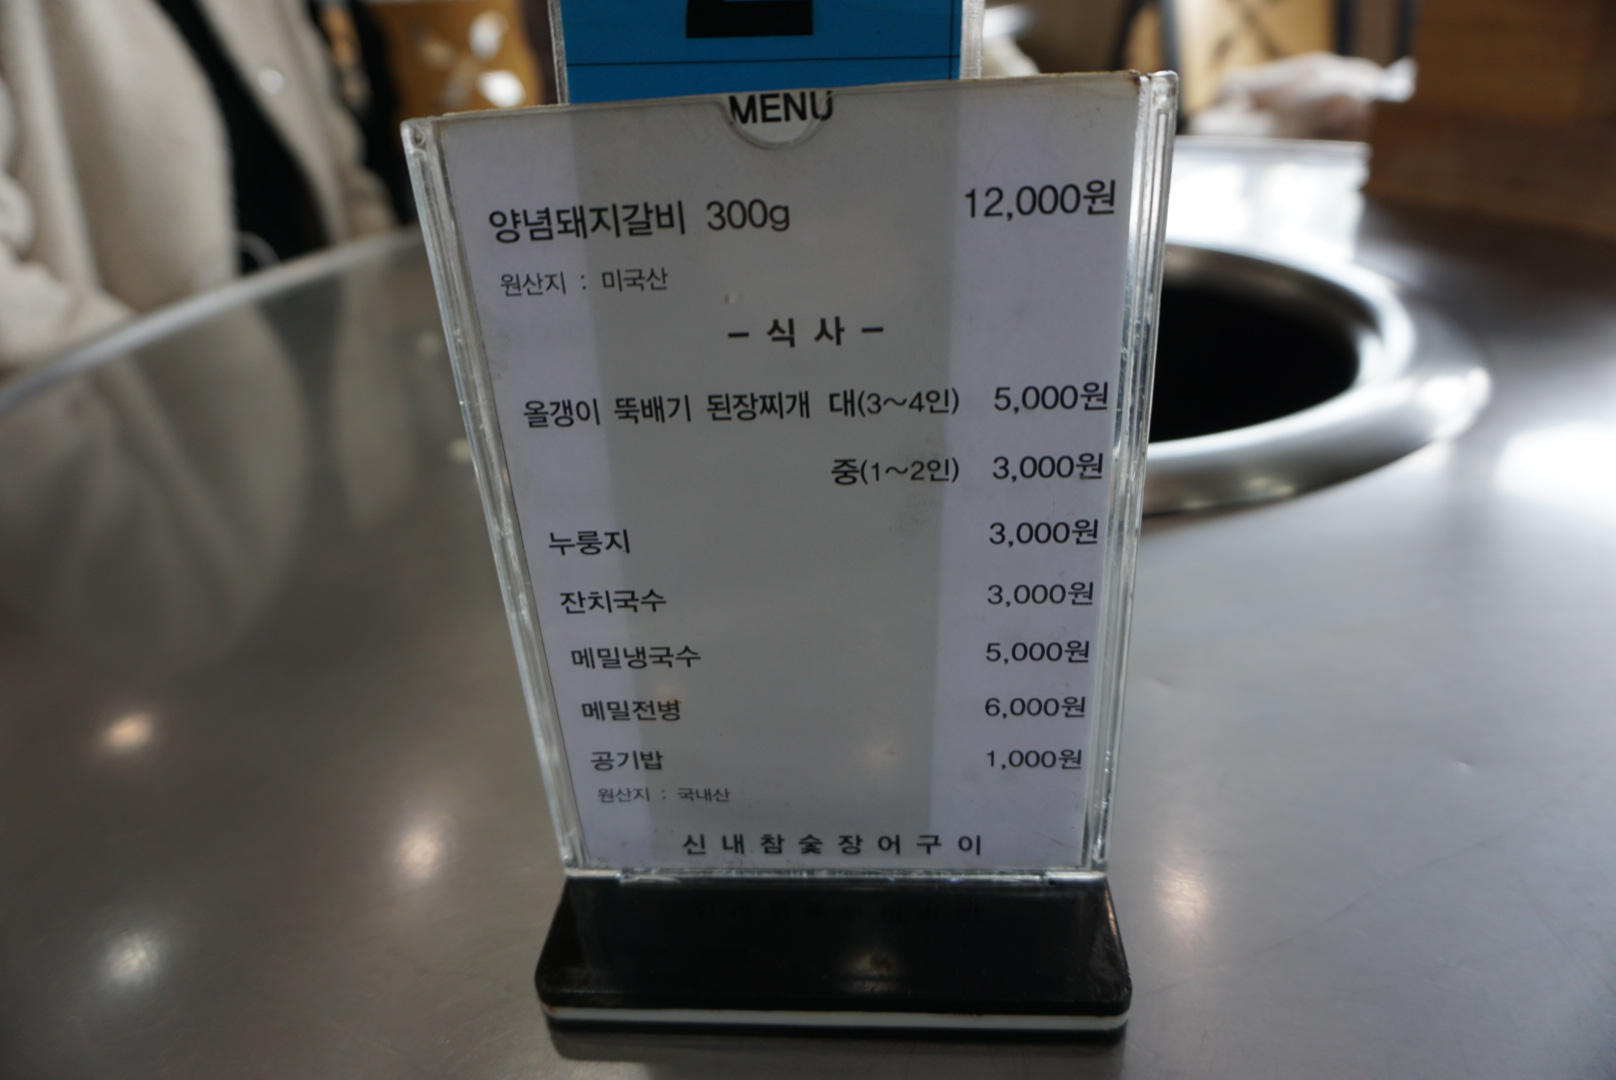 MENU
양념돼지갈비 300g 12,000원
원산지 : 미국산
- 식 사 -
올갱이 뚝배기 된장찌개 대(3~4인) 5,000원
중(1~2인) 3,000원
누룽지 3,000원
잔치국수 3,000원
메밀냉국수 5,000원
메밀전병 6,000원
공기밥 1,000원
원산지 : 국내산
신 내 참 숯 장 어 구 이